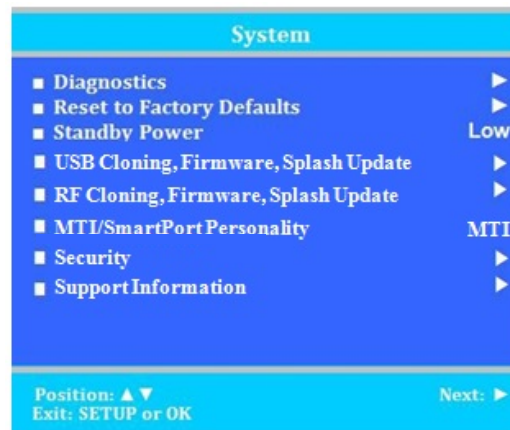 System
■ Diagnostics ▶
■ Reset to Factory Defaults ▶
■ Standby Power Low
■ USB Cloning, Firmware, Splash Update ▶
■ RF Cloning, Firmware, Splash Update ▶
■ MTI/SmartPort Personality MTI
■ Security ▶
■ Support Information ▶
Position: ▲ ▼ Next: ▶
Exit: SETUP or OK